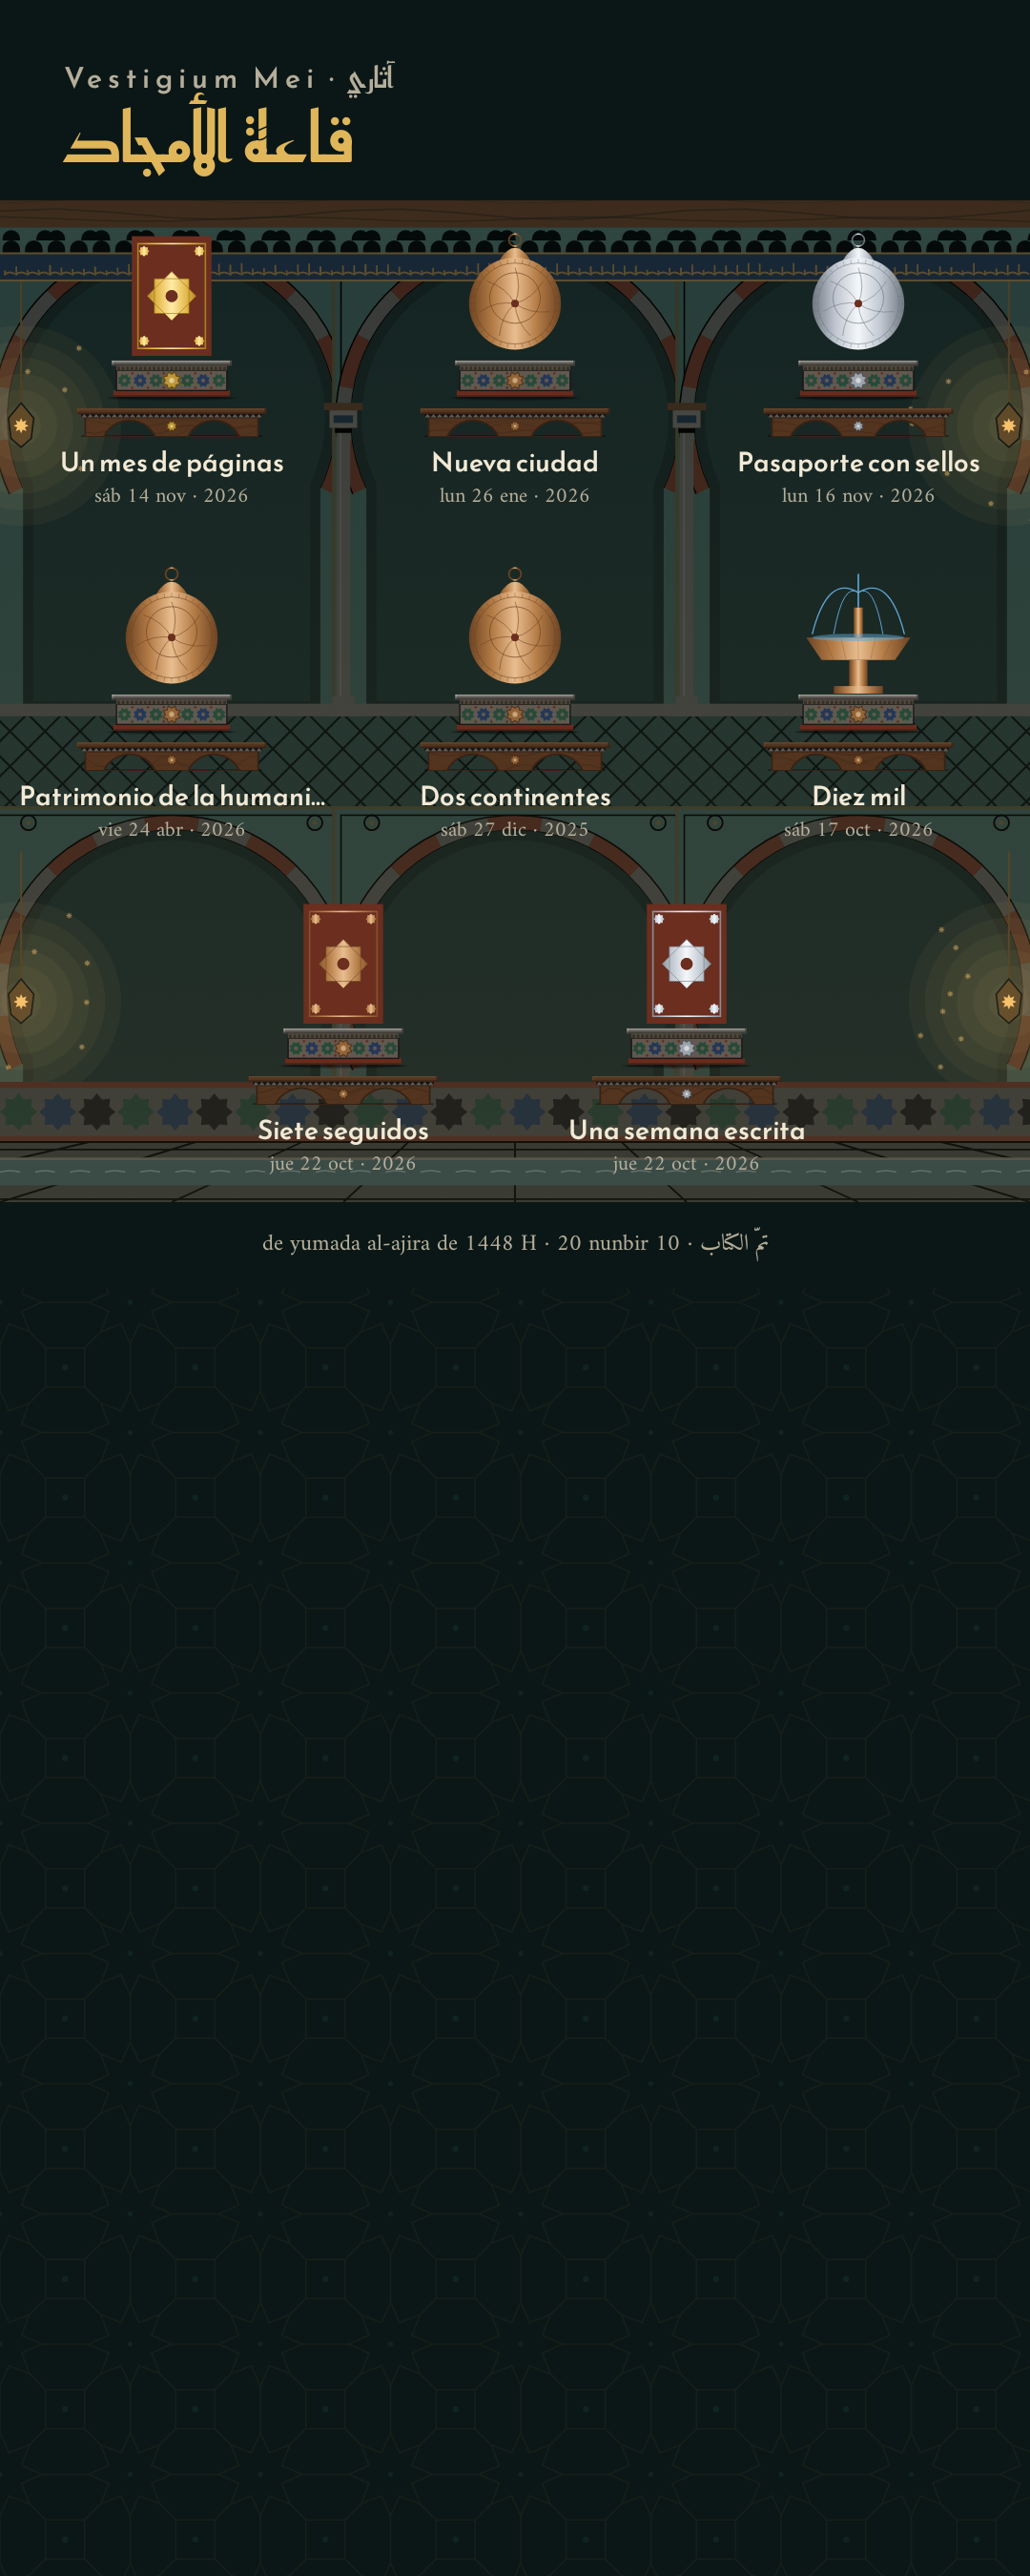 Vestigium Mei · آثاري
قاعة الأمجاد
Un mes de páginas
sáb 14 nov · 2026
Nueva ciudad
lun 26 ene · 2026
Pasaporte con sellos
lun 16 nov · 2026
Patrimonio de la humani...
vie 24 abr · 2026
Dos continentes
sáb 27 dic · 2025
Diez mil
sáb 17 oct · 2026
Siete seguidos
jue 22 oct · 2026
Una semana escrita
jue 22 oct · 2026
de yumada al-ajira de 1448 H · 20 nunbir 10 · تمّ الكتاب